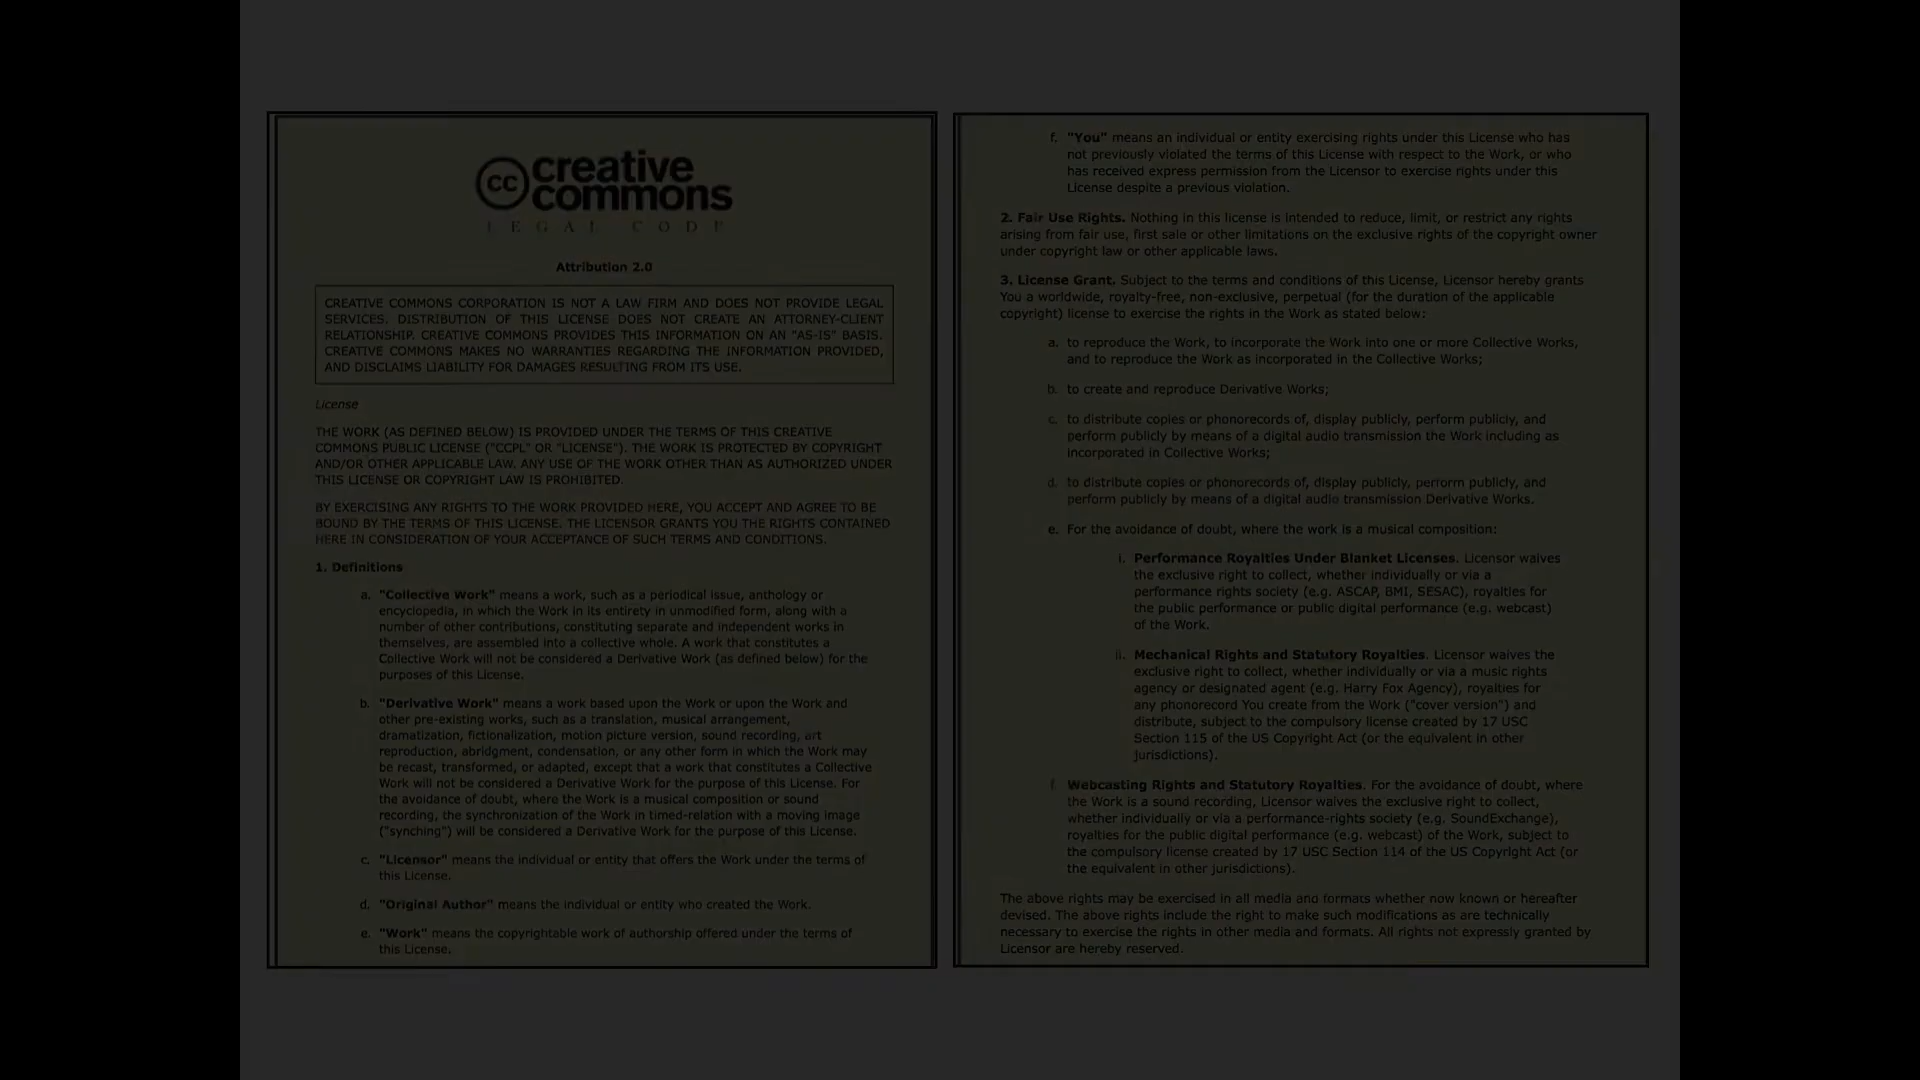 cc creative
commons
LEGAL CODE
Attribution 2.0
CREATIVE COMMONS CORPORATION IS NOT A LAW FIRM AND DOES NOT PROVIDE LEGAL
SERVICES. DISTRIBUTION OF THIS LICENSE DOES NOT CREATE AN ATTORNEY-CLIENT
RELATIONSHIP. CREATIVE COMMONS PROVIDES THIS INFORMATION ON AN "AS-IS" BASIS.
CREATIVE COMMONS MAKES NO WARRANTIES REGARDING THE INFORMATION PROVIDED,
AND DISCLAIMS LIABILITY FOR DAMAGES RESULTING FROM ITS USE.
License
THE WORK (AS DEFINED BELOW) IS PROVIDED UNDER THE TERMS OF THIS CREATIVE
COMMONS PUBLIC LICENSE ("CCPL" OR "LICENSE"). THE WORK IS PROTECTED BY COPYRIGHT
AND/OR OTHER APPLICABLE LAW. ANY USE OF THE WORK OTHER THAN AS AUTHORIZED UNDER
THIS LICENSE OR COPYRIGHT LAW IS PROHIBITED.
BY EXERCISING ANY RIGHTS TO THE WORK PROVIDED HERE, YOU ACCEPT AND AGREE TO BE
BOUND BY THE TERMS OF THIS LICENSE. THE LICENSOR GRANTS YOU THE RIGHTS CONTAINED
HERE IN CONSIDERATION OF YOUR ACCEPTANCE OF SUCH TERMS AND CONDITIONS.
1. Definitions
a. "Collective Work" means a work, such as a periodical issue, anthology or
encyclopedia, in which the Work in its entirety in unmodified form, along with a
number of other contributions, constituting separate and independent works in
themselves, are assembled into a collective whole. A work that constitutes a
Collective Work will not be considered a Derivative Work (as defined below) for the
purposes of this License.
b. "Derivative Work" means a work based upon the Work or upon the Work and
other pre-existing works, such as a translation, musical arrangement,
dramatization, fictionalization, motion picture version, sound recording, art
reproduction, abridgment, condensation, or any other form in which the Work may
be recast, transformed, or adapted, except that a work that constitutes a Collective
Work will not be considered a Derivative Work for the purpose of this License. For
the avoidance of doubt, where the Work is a musical composition or sound
recording, the synchronization of the Work in timed-relation with a moving image
("synching") will be considered a Derivative Work for the purpose of this License.
c. "Licensor" means the individual or entity that offers the Work under the terms of
this License.
d. "Original Author" means the individual or entity who created the Work.
e. "Work" means the copyrightable work of authorship offered under the terms of
this License.
f. "You" means an individual or entity exercising rights under this License who has
not previously violated the terms of this License with respect to the Work, or who
has received express permission from the Licensor to exercise rights under this
License despite a previous violation.
2. Fair Use Rights. Nothing in this license is intended to reduce, limit, or restrict any rights
arising from fair use, first sale or other limitations on the exclusive rights of the copyright owner
under copyright law or other applicable laws.
3. License Grant. Subject to the terms and conditions of this License, Licensor hereby grants
You a worldwide, royalty-free, non-exclusive, perpetual (for the duration of the applicable
copyright) license to exercise the rights in the Work as stated below:
a. to reproduce the Work, to incorporate the Work into one or more Collective Works,
and to reproduce the Work as incorporated in the Collective Works;
b. to create and reproduce Derivative Works;
c. to distribute copies or phonorecords of, display publicly, perform publicly, and
perform publicly by means of a digital audio transmission the Work including as
incorporated in Collective Works;
d. to distribute copies or phonorecords of, display publicly, perform publicly, and
perform publicly by means of a digital audio transmission Derivative Works.
e. For the avoidance of doubt, where the work is a musical composition:
i. Performance Royalties Under Blanket Licenses. Licensor waives
the exclusive right to collect, whether individually or via a
performance rights society (e.g. ASCAP, BMI, SESAC), royalties for
the public performance or public digital performance (e.g. webcast)
of the Work.
ii. Mechanical Rights and Statutory Royalties. Licensor waives the
exclusive right to collect, whether individually or via a music rights
agency or designated agent (e.g. Harry Fox Agency), royalties for
any phonorecord You create from the Work ("cover version") and
distribute, subject to the compulsory license created by 17 USC
Section 115 of the US Copyright Act (or the equivalent in other
jurisdictions).
f. Webcasting Rights and Statutory Royalties. For the avoidance of doubt, where
the Work is a sound recording, Licensor waives the exclusive right to collect,
whether individually or via a performance-rights society (e.g. SoundExchange),
royalties for the public digital performance (e.g. webcast) of the Work, subject to
the compulsory license created by 17 USC Section 114 of the US Copyright Act (or
the equivalent in other jurisdictions).
The above rights may be exercised in all media and formats whether now known or hereafter
devised. The above rights include the right to make such modifications as are technically
necessary to exercise the rights in other media and formats. All rights not expressly granted by
Licensor are hereby reserved.